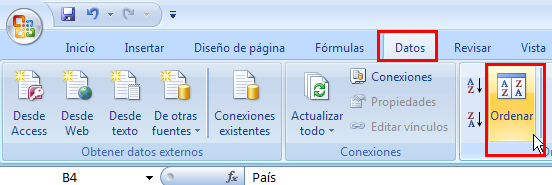 Inicio Insertar Diseño de página Fórmulas Datos Revisar Vista
Desde Access
Desde Web
Desde texto
De otras fuentes
Conexiones existentes
Obtener datos externos
Actualizar todo
Conexiones
Propiedades
Editar vínculos
Conexiones
A
Z
Z
A
A Z
Z A
Ordenar
B4
fx
País